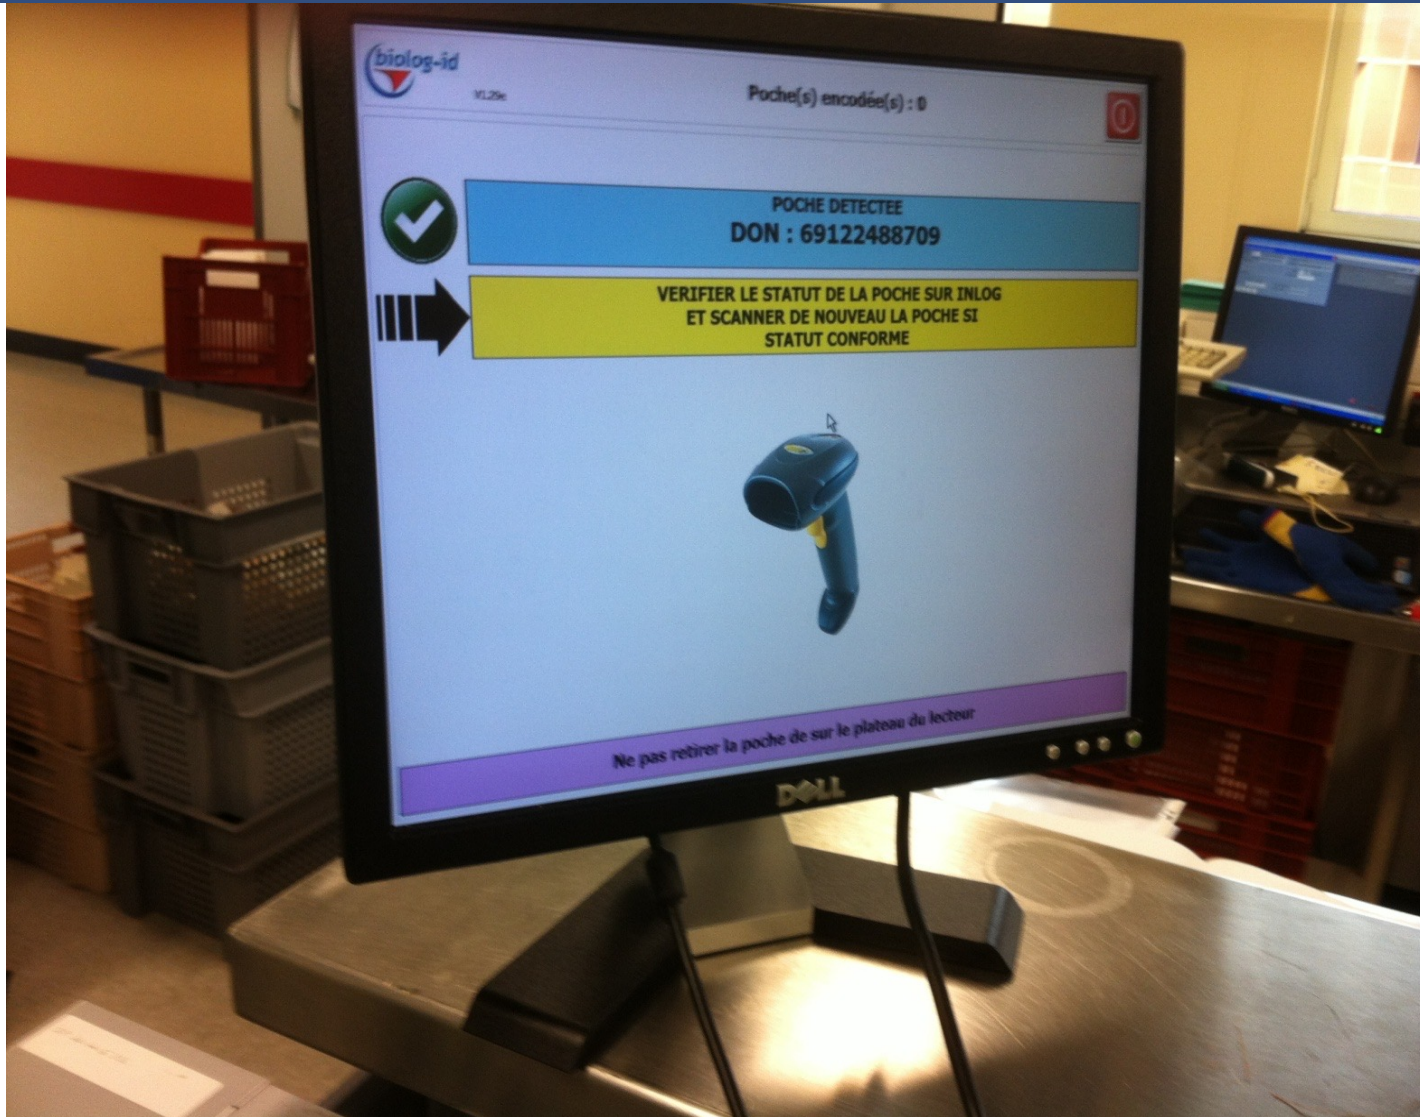 biolog-id
V1.29e
Poche(s) encodée(s) : 0
POCHE DETECTEE
DON : 69122488709
VERIFIER LE STATUT DE LA POCHE SUR INLOG
ET SCANNER DE NOUVEAU LA POCHE SI
STATUT CONFORME
Ne pas retirer la poche de sur le plateau du lecteur
DELL